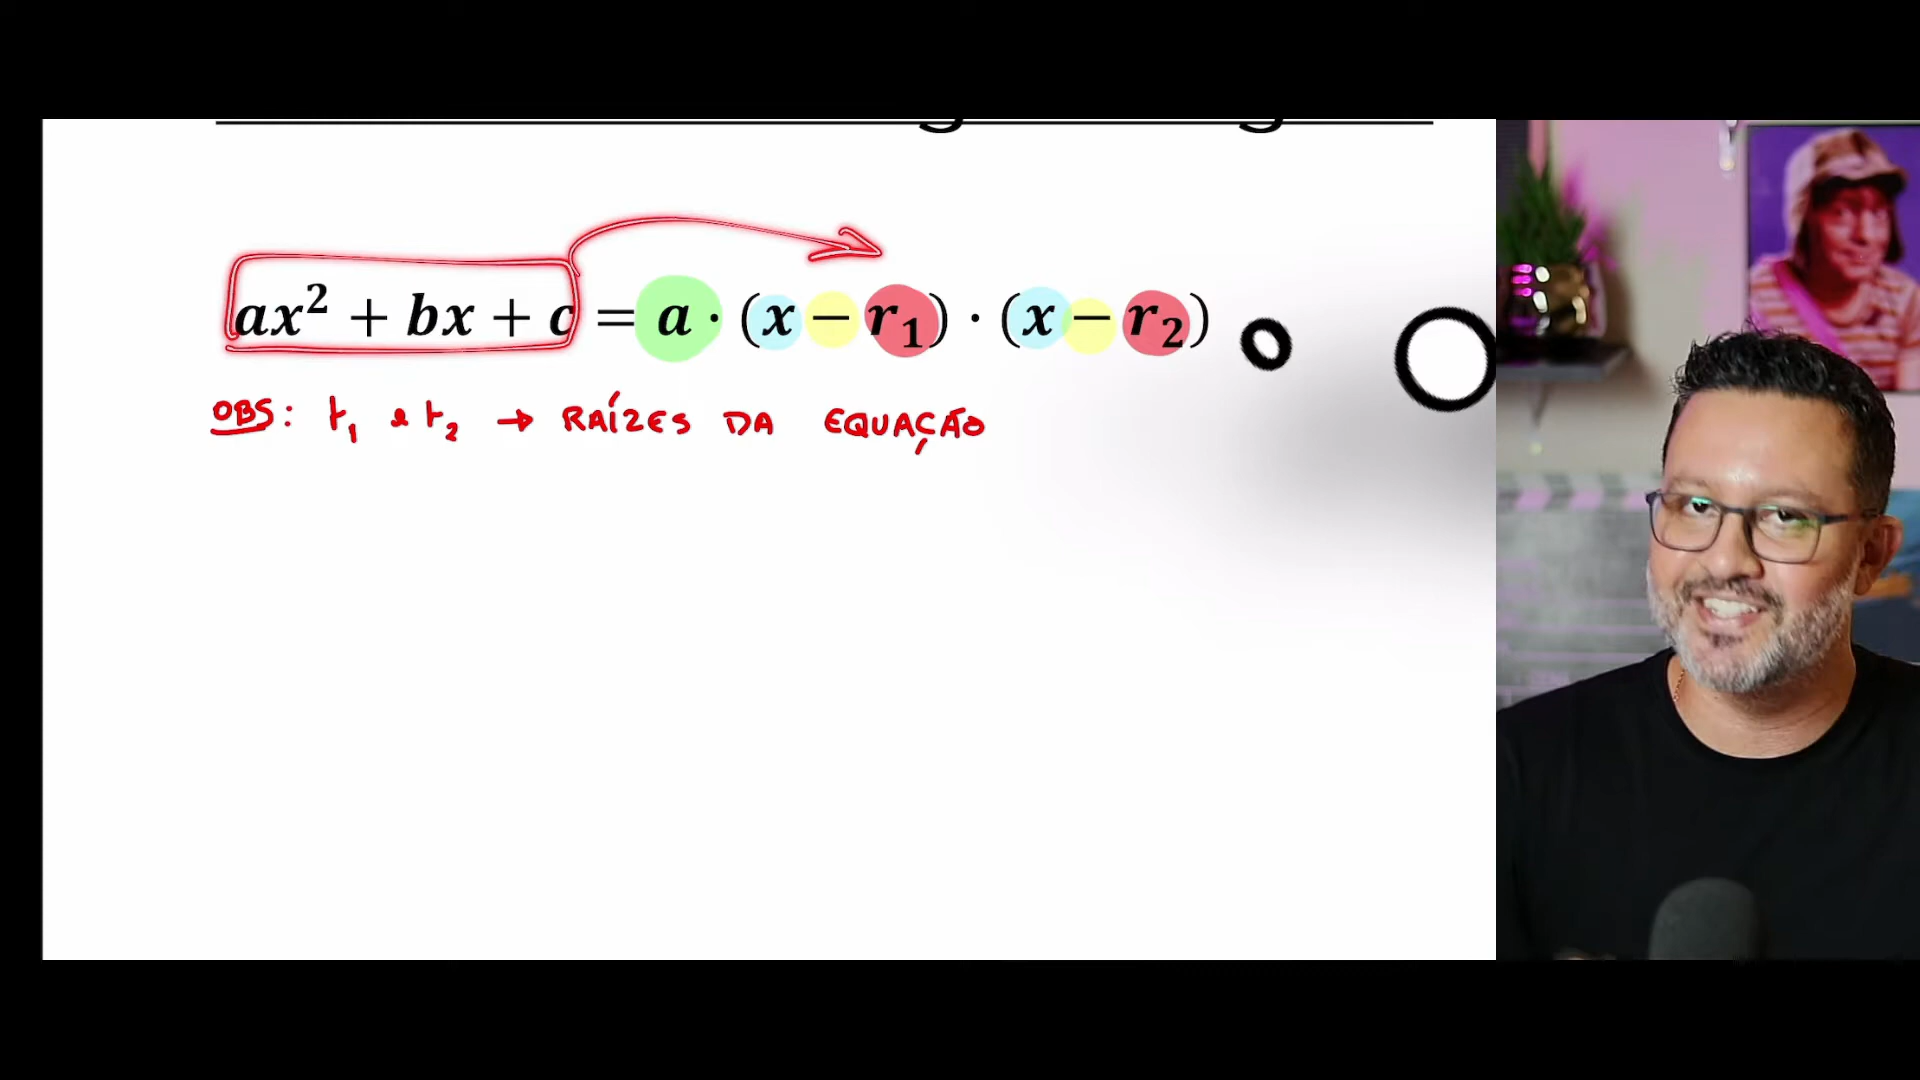 ax² + bx + c = a · (x − r₁) · (x − r₂)
OBS: r₁ e r₂ → RAÍZES DA EQUAÇÃO